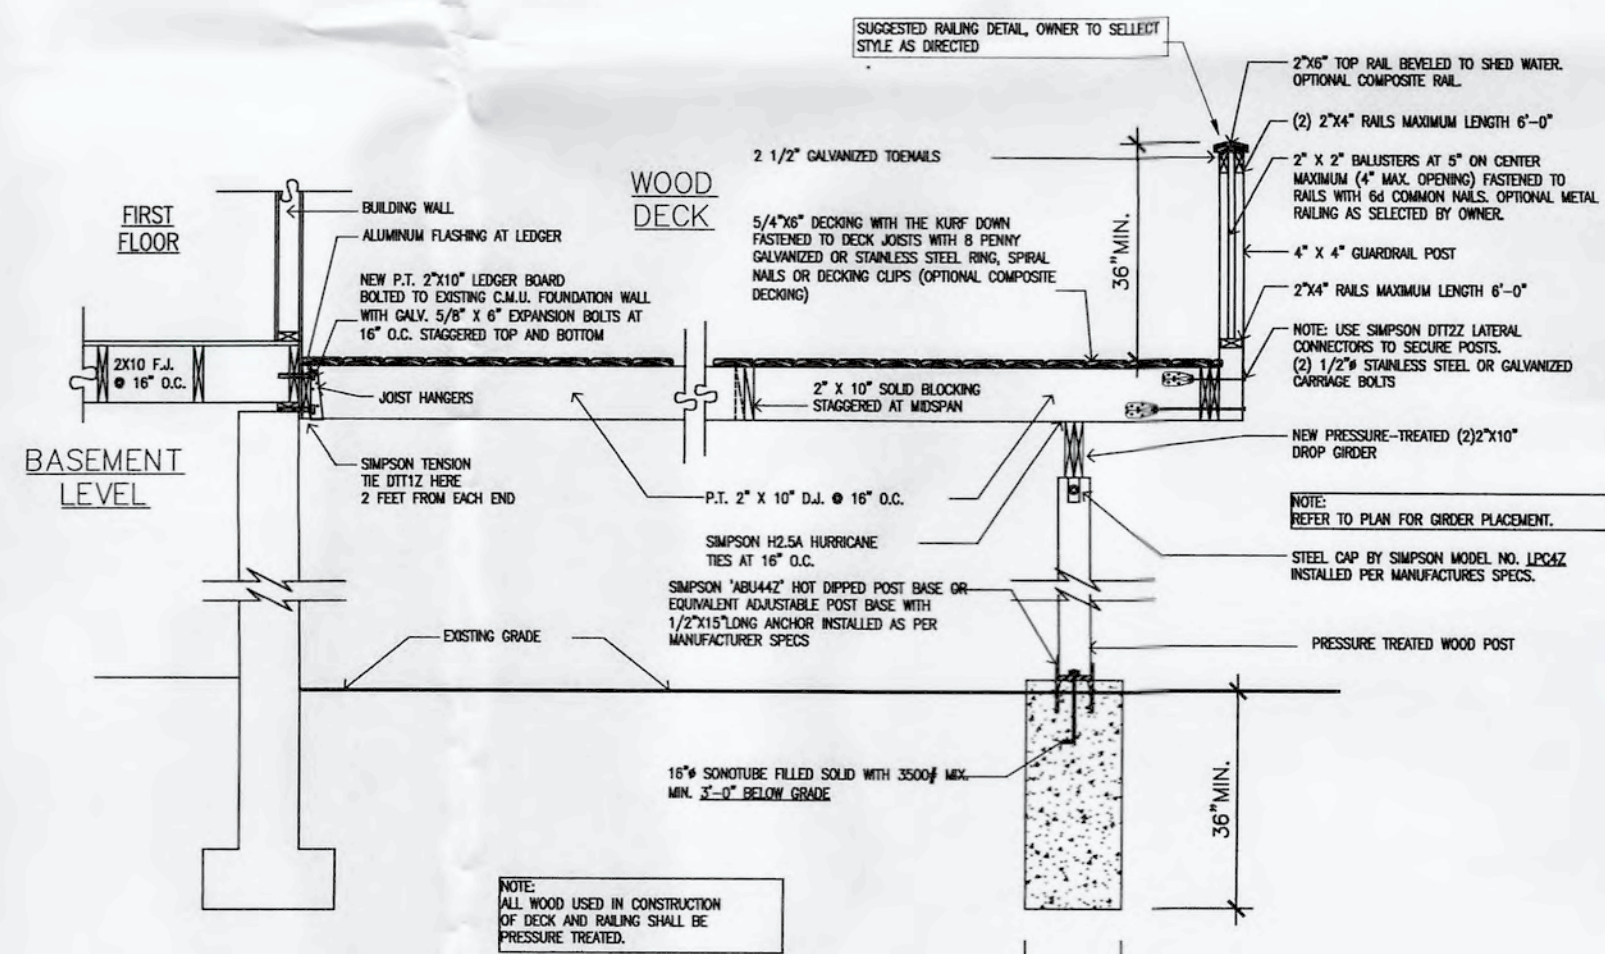 SUGGESTED RAILING DETAIL, OWNER TO SELLECT
STYLE AS DIRECTED
2"X6" TOP RAIL BEVELED TO SHED WATER.
OPTIONAL COMPOSITE RAIL.
(2) 2"X4" RAILS MAXIMUM LENGTH 6'-0"
2 1/2" GALVANIZED TOENAILS
2" X 2" BALUSTERS AT 5" ON CENTER
MAXIMUM (4" MAX. OPENING) FASTENED TO
RAILS WITH 6d COMMON NAILS. OPTIONAL METAL
RAILING AS SELECTED BY OWNER.
WOOD
DECK
FIRST
FLOOR
BUILDING WALL
ALUMINUM FLASHING AT LEDGER
5/4"X6" DECKING WITH THE KURF DOWN
FASTENED TO DECK JOISTS WITH 8 PENNY
GALVANIZED OR STAINLESS STEEL RING, SPIRAL
NAILS OR DECKING CLIPS (OPTIONAL COMPOSITE
DECKING)
36"MIN.
4" X 4" GUARDRAIL POST
NEW P.T. 2"X10" LEDGER BOARD
BOLTED TO EXISTING C.M.U. FOUNDATION WALL
WITH GALV. 5/8" X 6" EXPANSION BOLTS AT
16" O.C. STAGGERED TOP AND BOTTOM
2"X4" RAILS MAXIMUM LENGTH 6'-0"
NOTE: USE SIMPSON DTT2Z LATERAL
CONNECTORS TO SECURE POSTS.
(2) 1/2"ø STAINLESS STEEL OR GALVANIZED
CARRIAGE BOLTS
2X10 F.J.
@ 16" O.C.
JOIST HANGERS
2" X 10" SOLID BLOCKING
STAGGERED AT MIDSPAN
NEW PRESSURE-TREATED (2)2"X10"
DROP GIRDER
BASEMENT
LEVEL
SIMPSON TENSION
TIE DTT1Z HERE
2 FEET FROM EACH END
P.T. 2" X 10" D.J. @ 16" O.C.
NOTE:
REFER TO PLAN FOR GIRDER PLACEMENT.
SIMPSON H2.5A HURRICANE
TIES AT 16" O.C.
STEEL CAP BY SIMPSON MODEL NO. LPC4Z
INSTALLED PER MANUFACTURES SPECS.
SIMPSON 'ABU44Z' HOT DIPPED POST BASE OR
EQUIVALENT ADJUSTABLE POST BASE WITH
1/2"X15"LONG ANCHOR INSTALLED AS PER
MANUFACTURER SPECS
EXISTING GRADE
PRESSURE TREATED WOOD POST
16"ø SONOTUBE FILLED SOLID WITH 3500# MIX.
MIN. 3'-0" BELOW GRADE
36"MIN.
NOTE:
ALL WOOD USED IN CONSTRUCTION
OF DECK AND RAILING SHALL BE
PRESSURE TREATED.